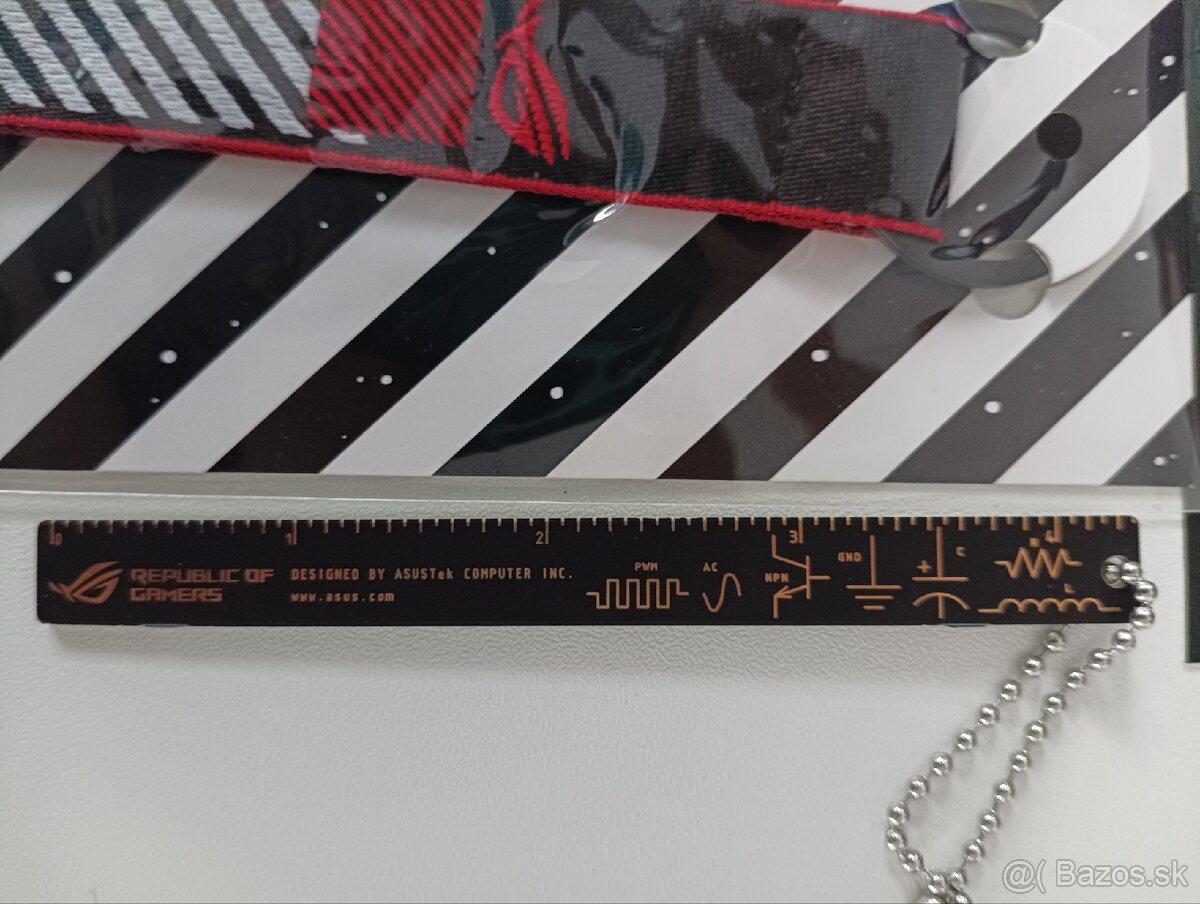 0 1 2 3 4
REPUBLIC OF
GAMERS
DESIGNED BY ASUSTek COMPUTER INC.
www.asus.com
PWM
AC
NPN
GND
+
C
R
L
@( Bazos.sk